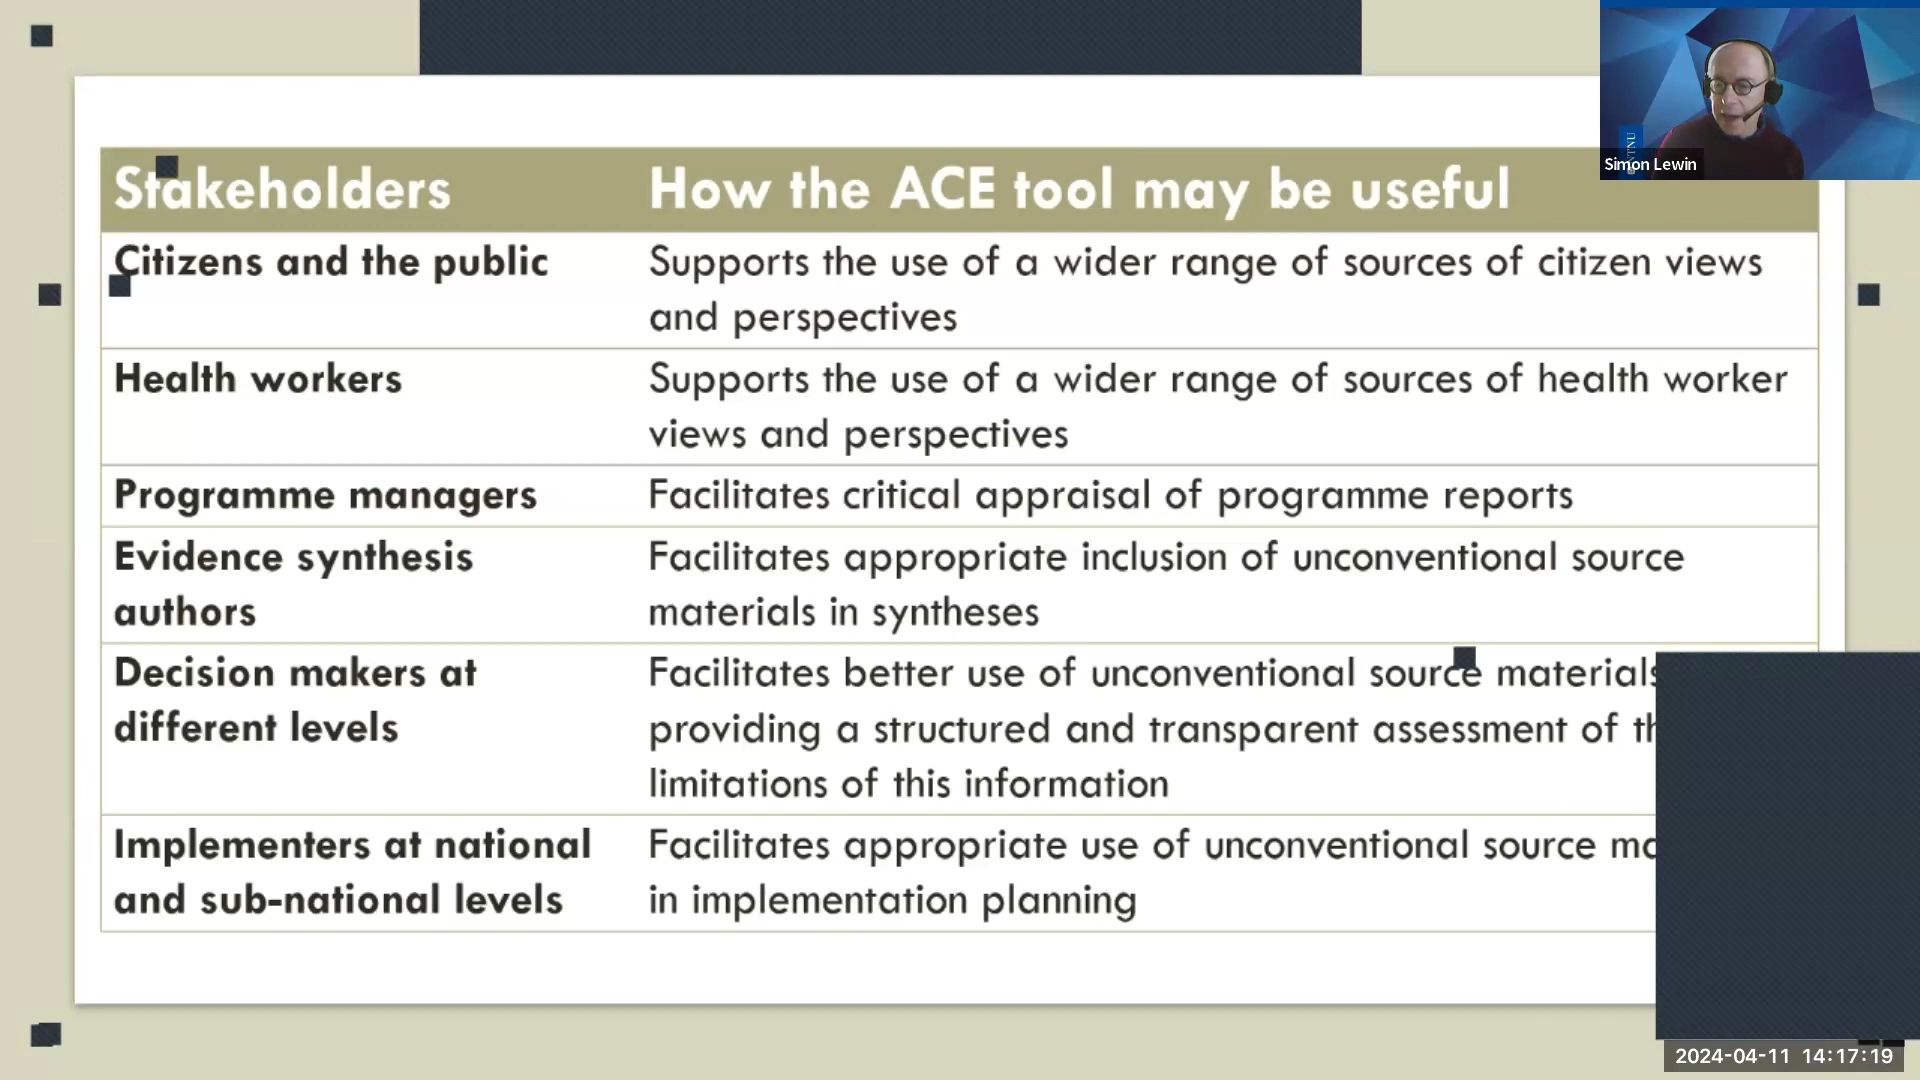 Stakeholders How the ACE tool may be useful
Citizens and the public Supports the use of a wider range of sources of citizen views
and perspectives
Health workers Supports the use of a wider range of sources of health worker
views and perspectives
Programme managers Facilitates critical appraisal of programme reports
Evidence synthesis Facilitates appropriate inclusion of unconventional source
authors materials in syntheses
Decision makers at Facilitates better use of unconventional source materials
different levels providing a structured and transparent assessment of
limitations of this information
Implementers at national Facilitates appropriate use of unconventional source
and sub-national levels in implementation planning
NTNU
Simon Lewin
2024-04-11 14:17:19